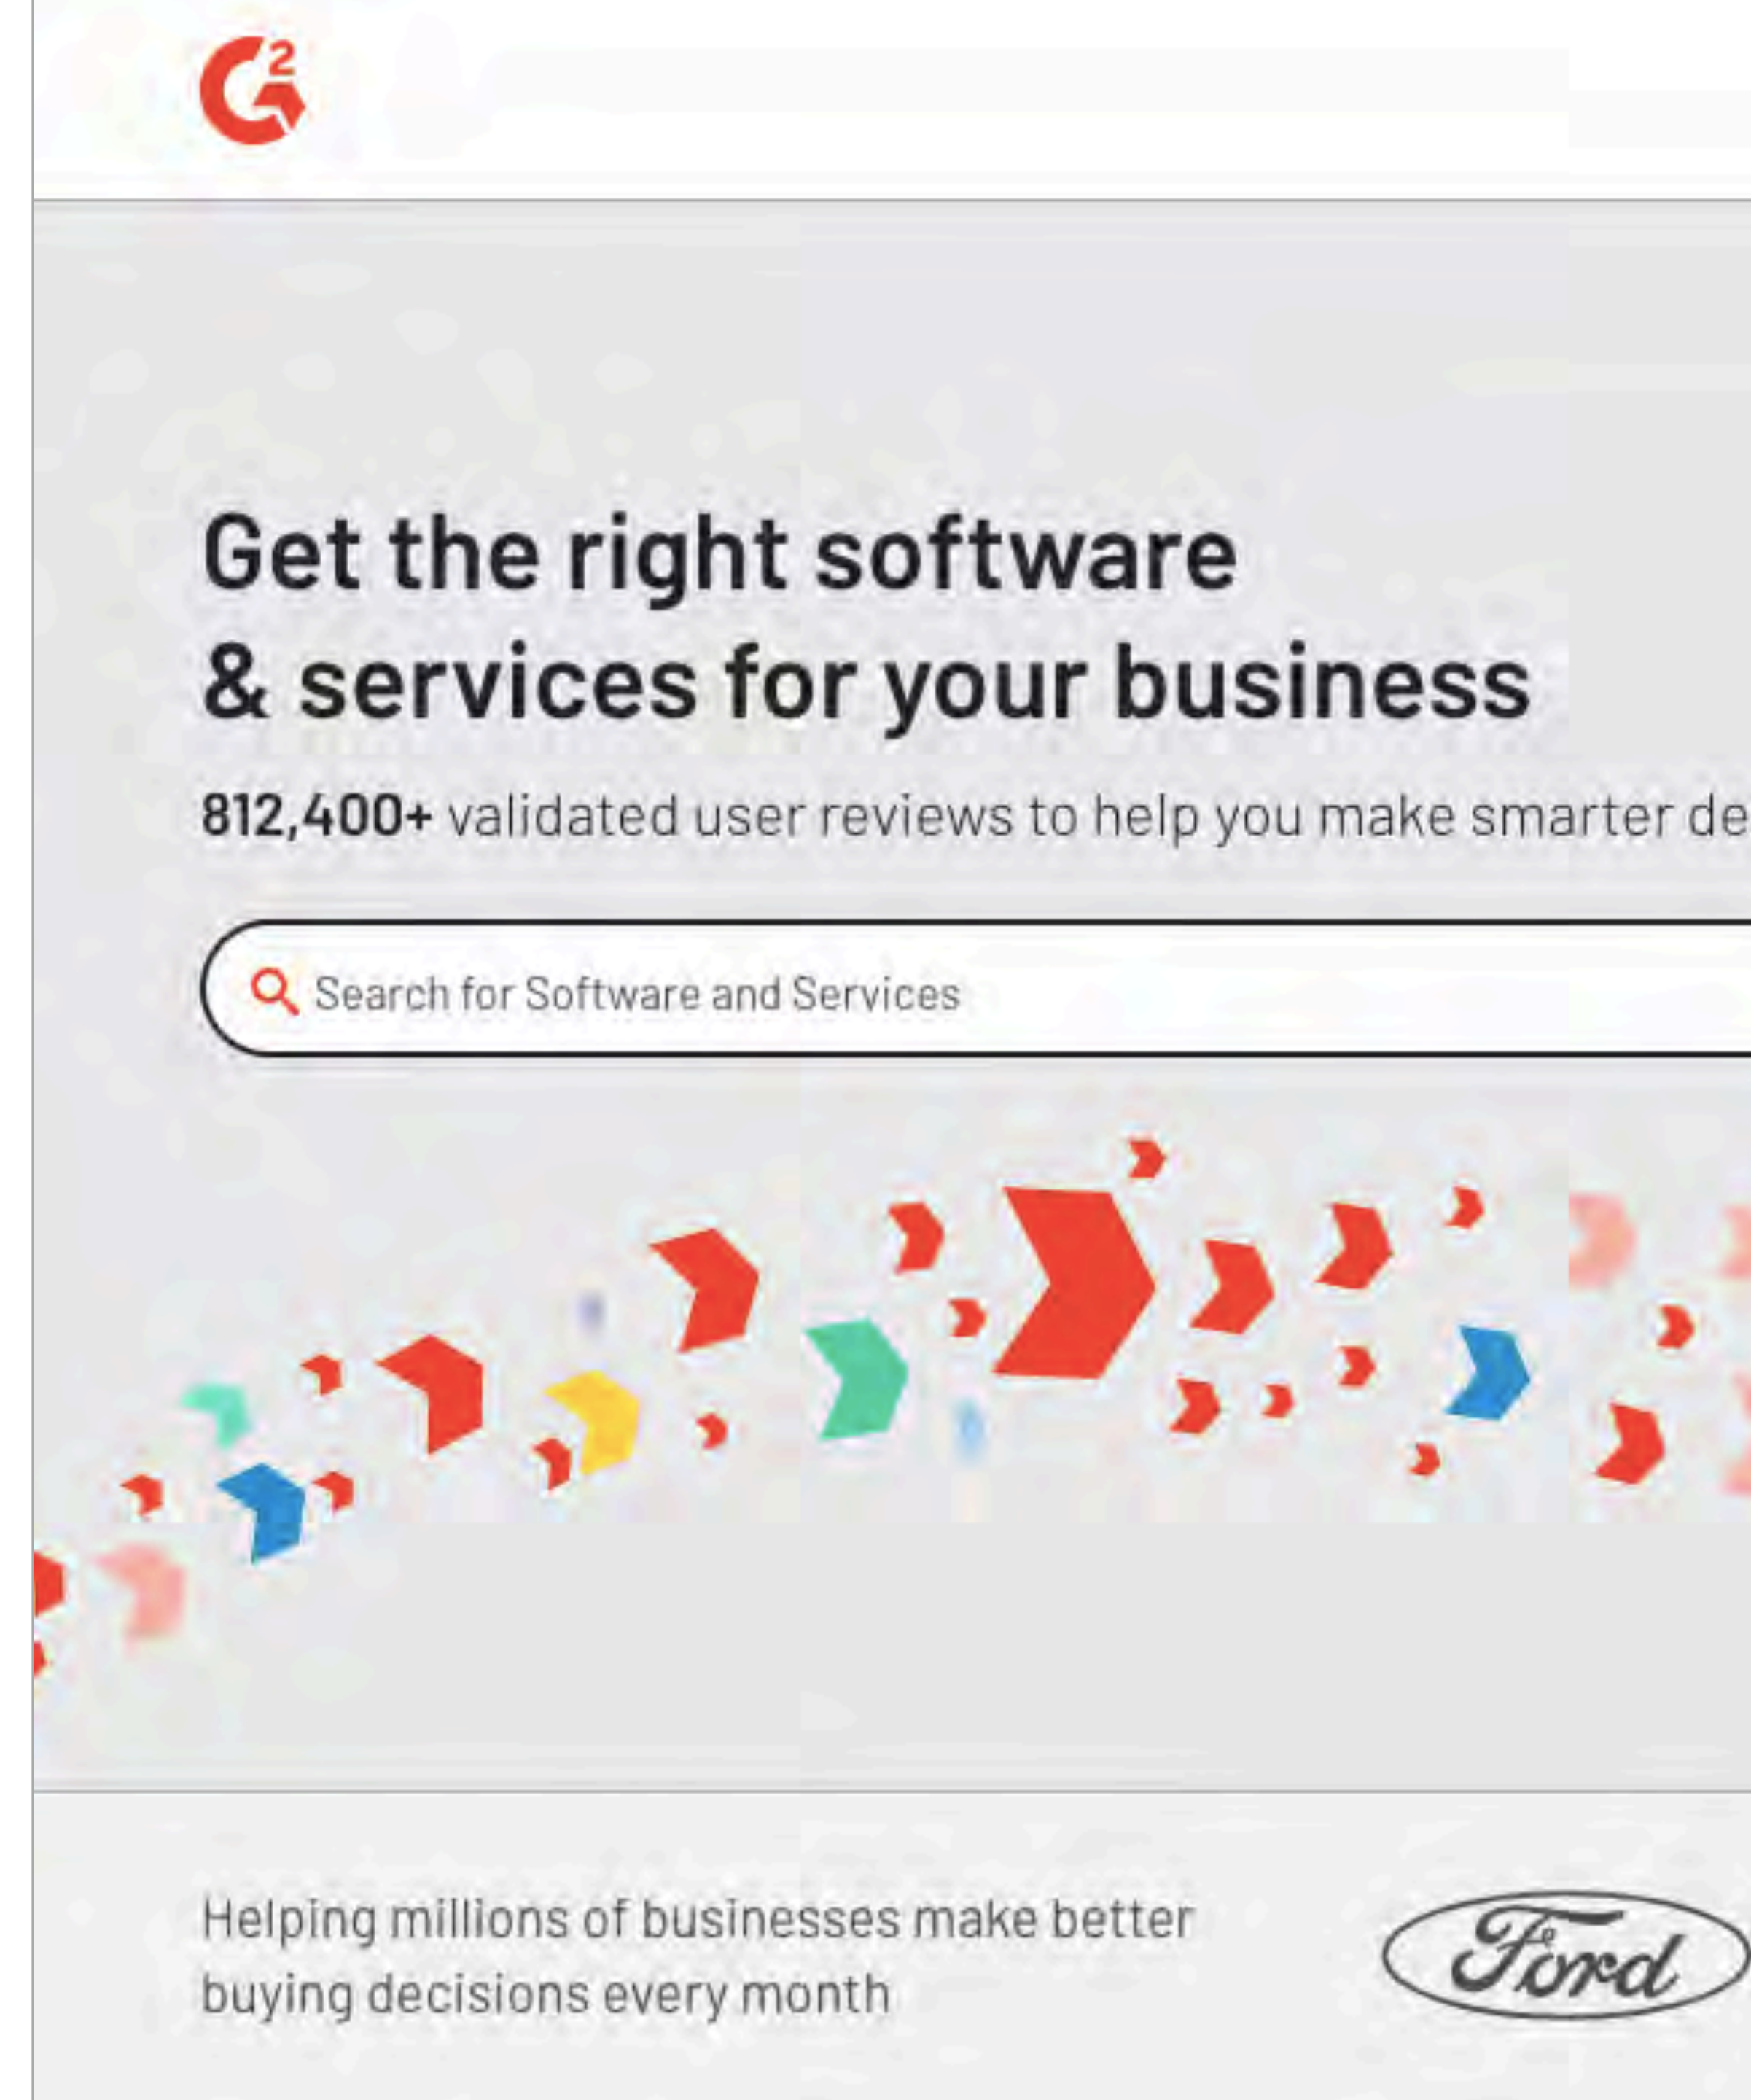 G2
Get the right software
& services for your business
812,400+ validated user reviews to help you make smarter de
Search for Software and Services
Helping millions of businesses make better
buying decisions every month
Ford